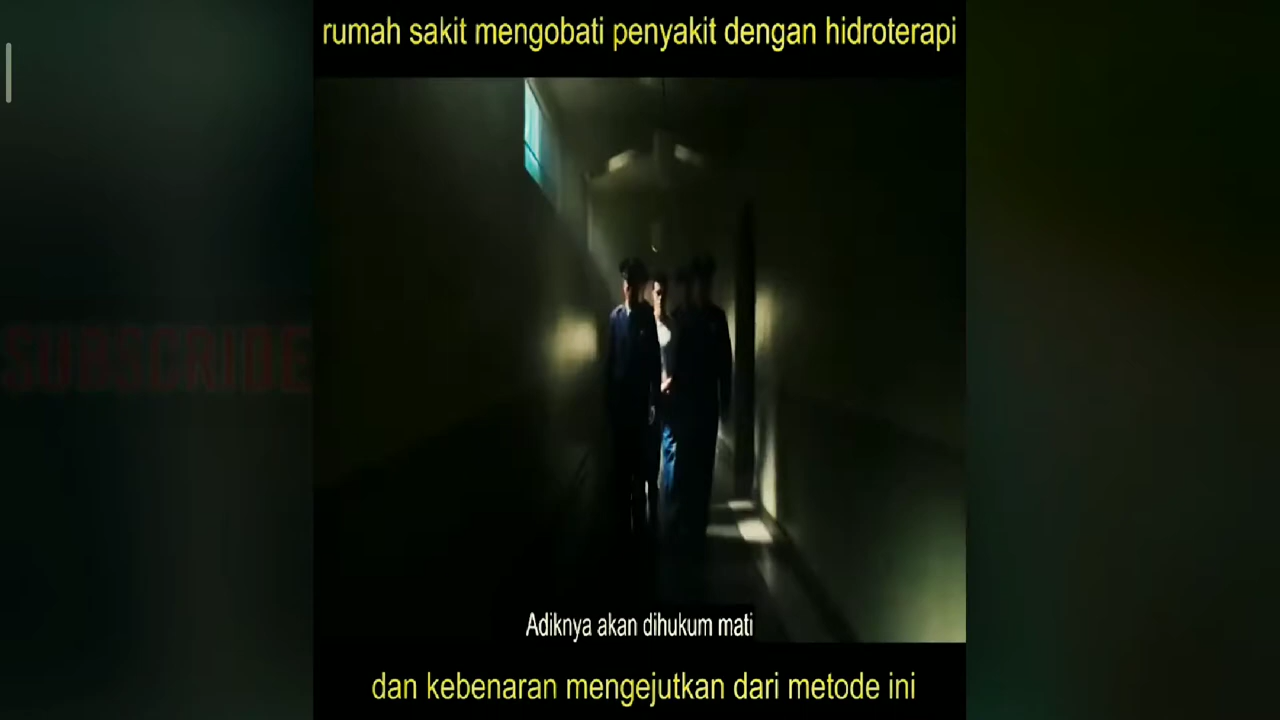 rumah sakit mengobati penyakit dengan hidroterapi
SUBSCRIBE
Adiknya akan dihukum mati
dan kebenaran mengejutkan dari metode ini